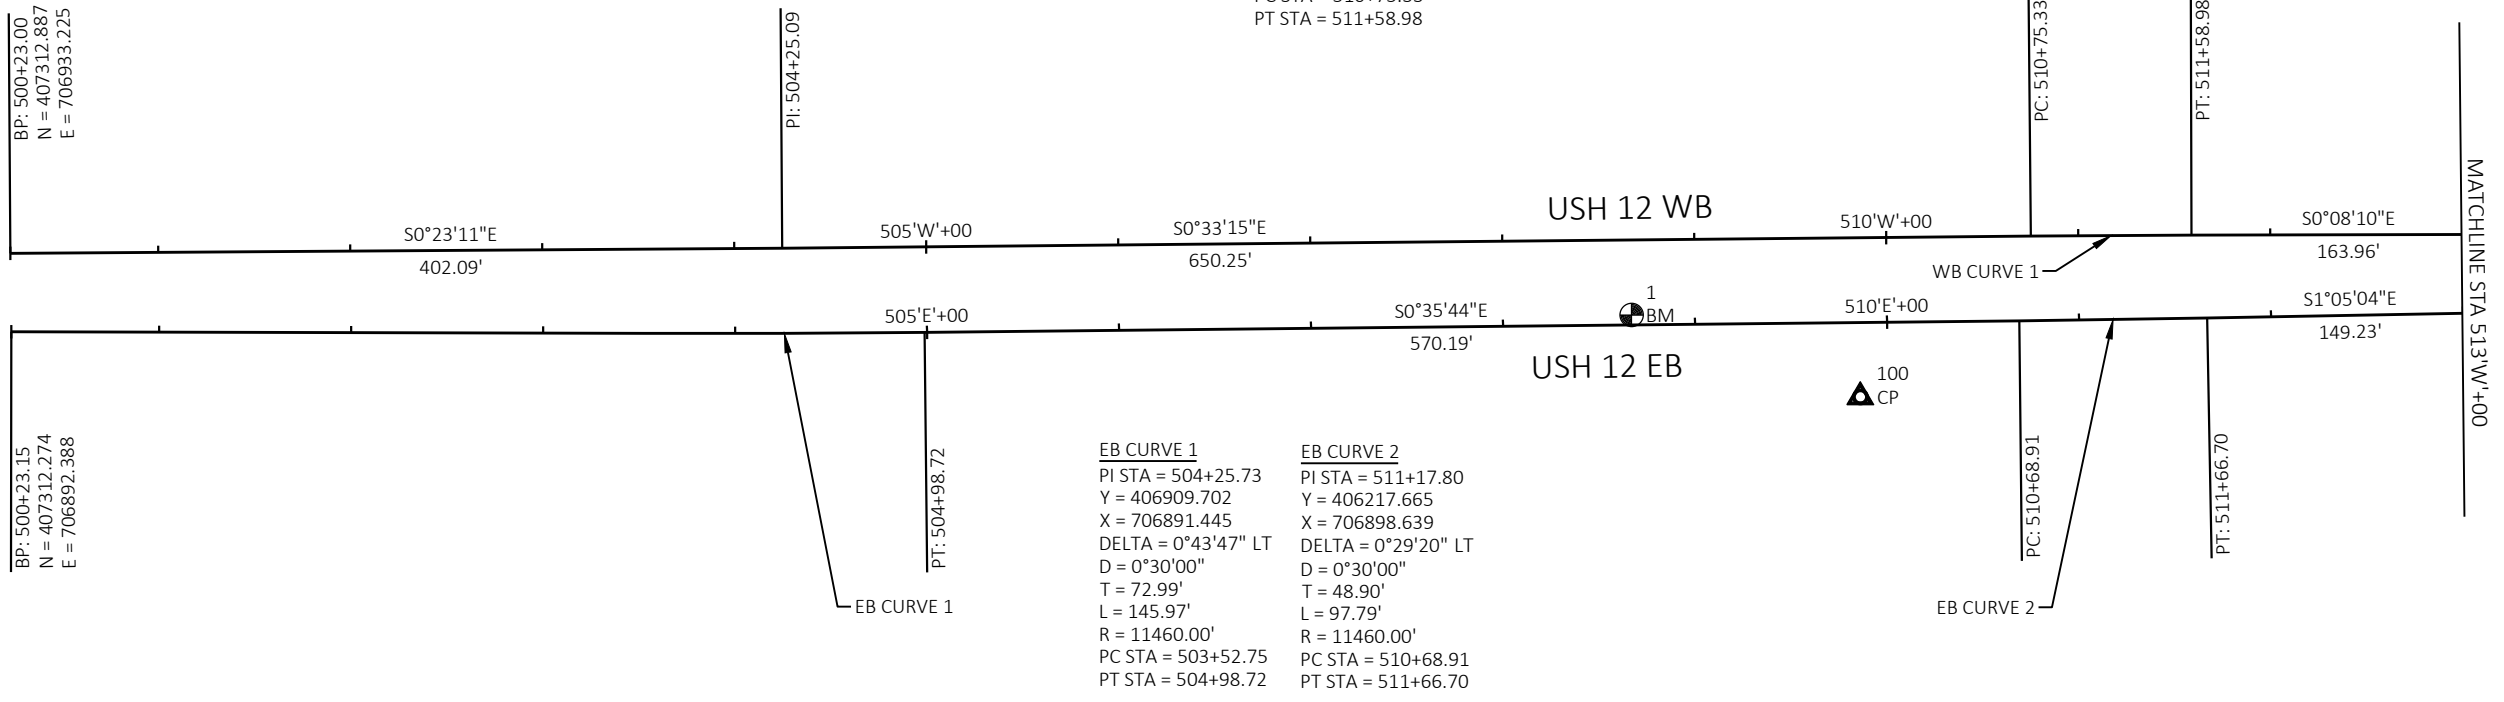 PT STA = 511+58.98
BP: 500+23.00
N = 407312.887
E = 706933.225
PI: 504+25.09
PC: 510+75.33
PT: 511+58.98
MATCHLINE STA 513'W'+00
USH 12 WB
S0°23'11"E
402.09'
505'W'+00
S0°33'15"E
650.25'
510'W'+00
S0°08'10"E
163.96'
WB CURVE 1
1
BM
505'E'+00
S0°35'44"E
570.19'
510'E'+00
S1°05'04"E
149.23'
USH 12 EB
100
CP
BP: 500+23.15
N = 407312.274
E = 706892.388
PT: 504+98.72
PC: 510+68.91
PT: 511+66.70
EB CURVE 1
EB CURVE 1
PI STA = 504+25.73
Y = 406909.702
X = 706891.445
DELTA = 0°43'47" LT
D = 0°30'00"
T = 72.99'
L = 145.97'
R = 11460.00'
PC STA = 503+52.75
PT STA = 504+98.72
EB CURVE 2
PI STA = 511+17.80
Y = 406217.665
X = 706898.639
DELTA = 0°29'20" LT
D = 0°30'00"
T = 48.90'
L = 97.79'
R = 11460.00'
PC STA = 510+68.91
PT STA = 511+66.70
EB CURVE 2